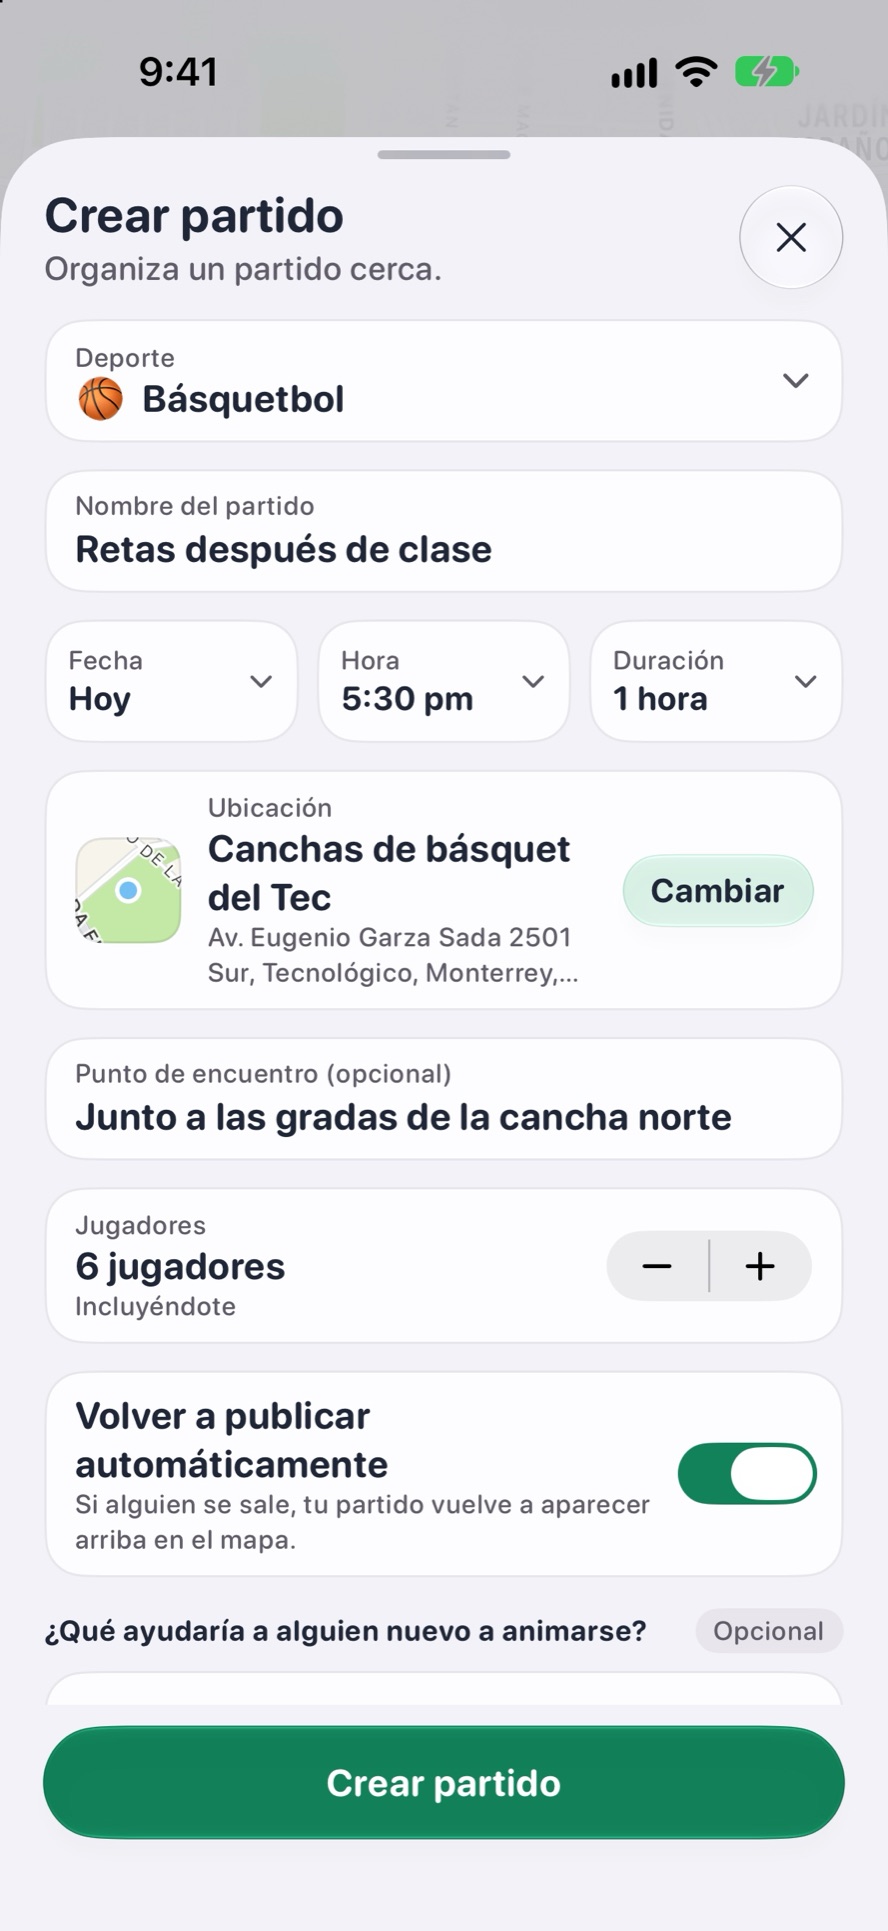 9:41
JARDIN
Crear partido
Organiza un partido cerca.
Deporte
Básquetbol
Nombre del partido
Retas después de clase
Fecha
Hoy
Hora
5:30 pm
Duración
1 hora
Ubicación
Canchas de básquet
del Tec
Av. Eugenio Garza Sada 2501
Sur, Tecnológico, Monterrey,...
O DE LA
DA F
Cambiar
Punto de encuentro (opcional)
Junto a las gradas de la cancha norte
Jugadores
6 jugadores
Incluyéndote
Volver a publicar
automáticamente
Si alguien se sale, tu partido vuelve a aparecer
arriba en el mapa.
¿Qué ayudaría a alguien nuevo a animarse?
Opcional
Crear partido